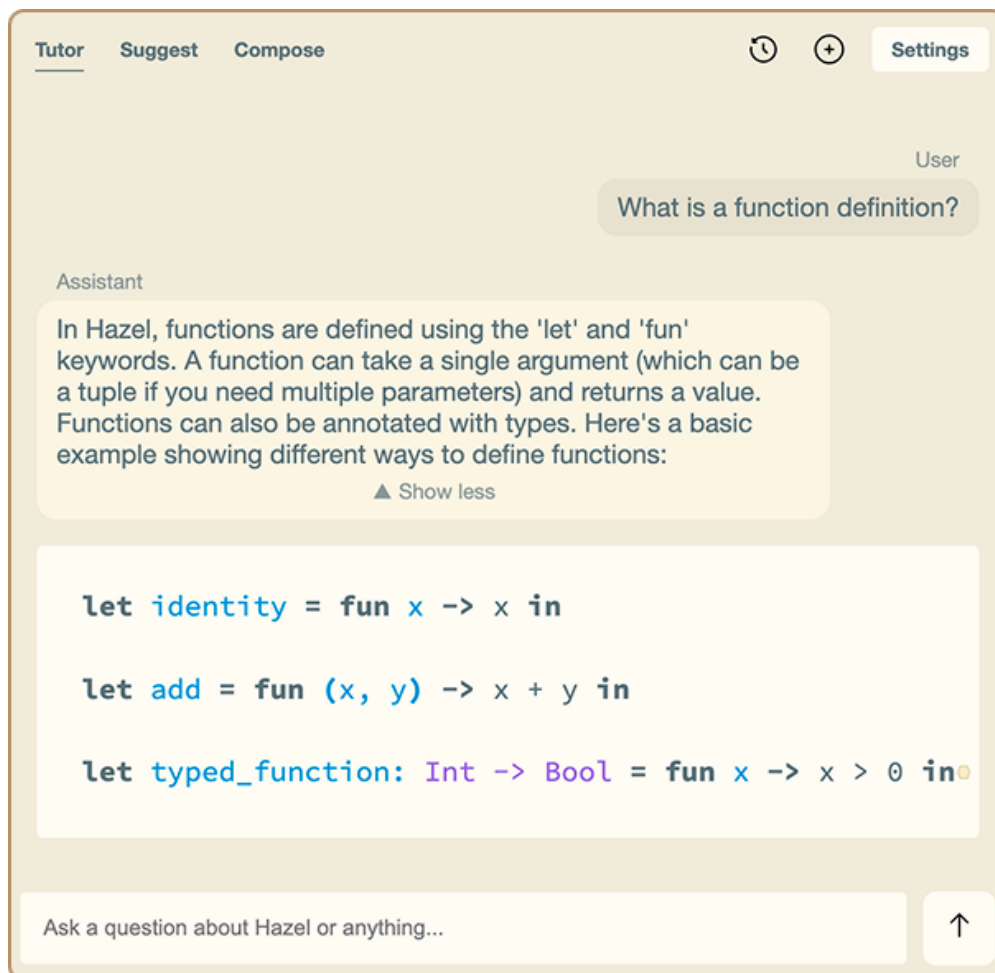 Tutor Suggest Compose Settings
User
What is a function definition?
Assistant
In Hazel, functions are defined using the 'let' and 'fun'
keywords. A function can take a single argument (which can be
a tuple if you need multiple parameters) and returns a value.
Functions can also be annotated with types. Here's a basic
example showing different ways to define functions:
▲ Show less
let identity = fun x -> x in
let add = fun (x, y) -> x + y in
let typed_function: Int -> Bool = fun x -> x > 0 in
Ask a question about Hazel or anything...